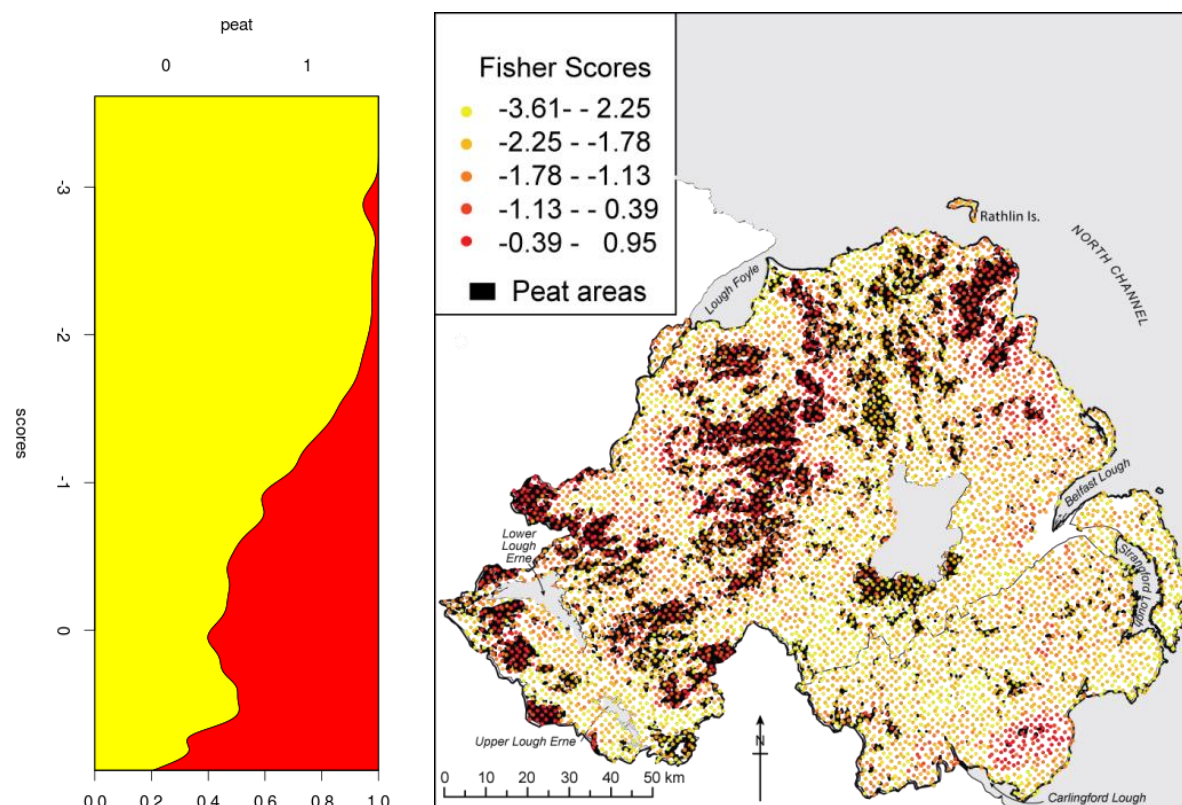 peat
0 1
-3
-2
-1
0
scores
0.0 0.2 0.4 0.6 0.8 1.0
Fisher Scores
-3.61- - 2.25
-2.25 - -1.78
-1.78 - -1.13
-1.13 - - 0.39
-0.39 - 0.95
Peat areas
Rathlin Is.
NORTH CHANNEL
Lough Foyle
Belfast Lough
Strangford Lough
Lower
Lough
Erne
Upper Lough Erne
N
0 10 20 30 40 50 km
Carlingford Lough